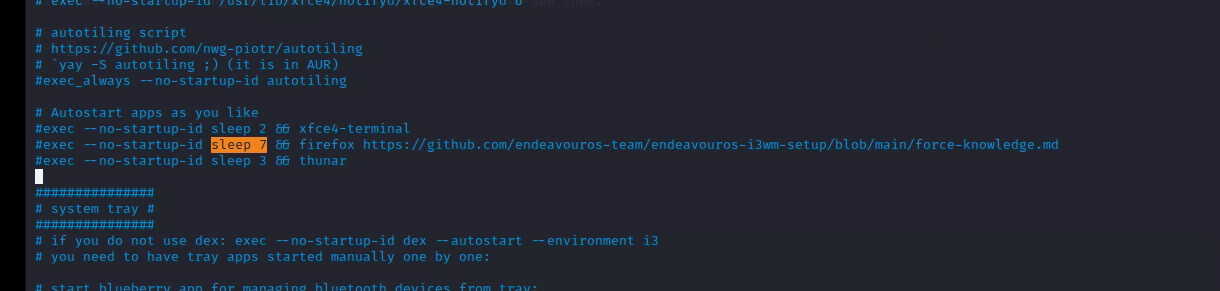 # exec --no-startup-id /usr/lib/xfce4/notifyd/xfce4-notifyd & see idem.
# autotiling script
# https://github.com/nwg-piotr/autotiling
# `yay -S autotiling ;) (it is in AUR)
#exec_always --no-startup-id autotiling
# Autostart apps as you like
#exec --no-startup-id sleep 2 && xfce4-terminal
#exec --no-startup-id sleep 7 && firefox https://github.com/endeavouros-team/endeavouros-i3wm-setup/blob/main/force-knowledge.md
#exec --no-startup-id sleep 3 && thunar
###############
# system tray #
###############
# if you do not use dex: exec --no-startup-id dex --autostart --environment i3
# you need to have tray apps started manually one by one:
# start blueberry app for managing bluetooth devices from tray: